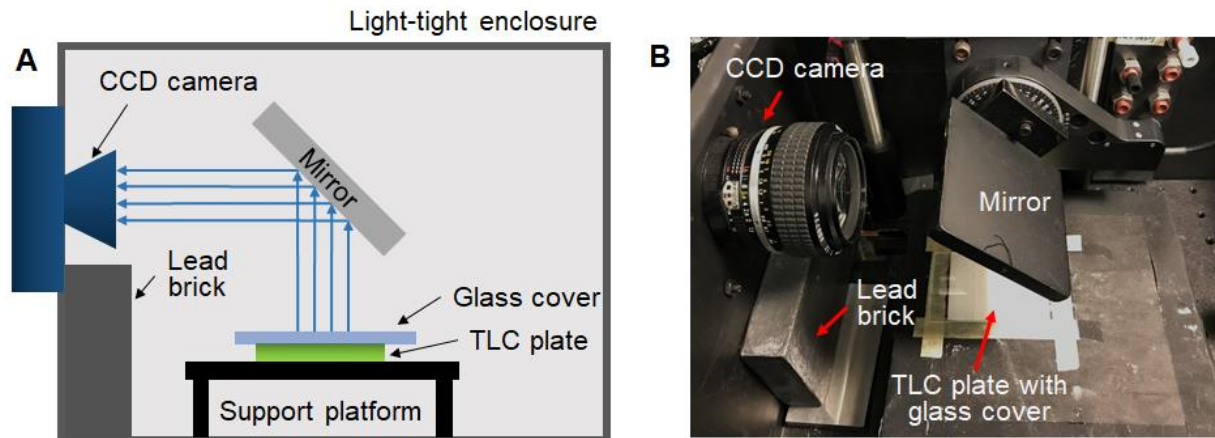 Light-tight enclosure
A
CCD camera
Mirror
Lead
brick
Glass cover
TLC plate
Support platform
B
CCD camera
Mirror
Lead
brick
TLC plate with
glass cover